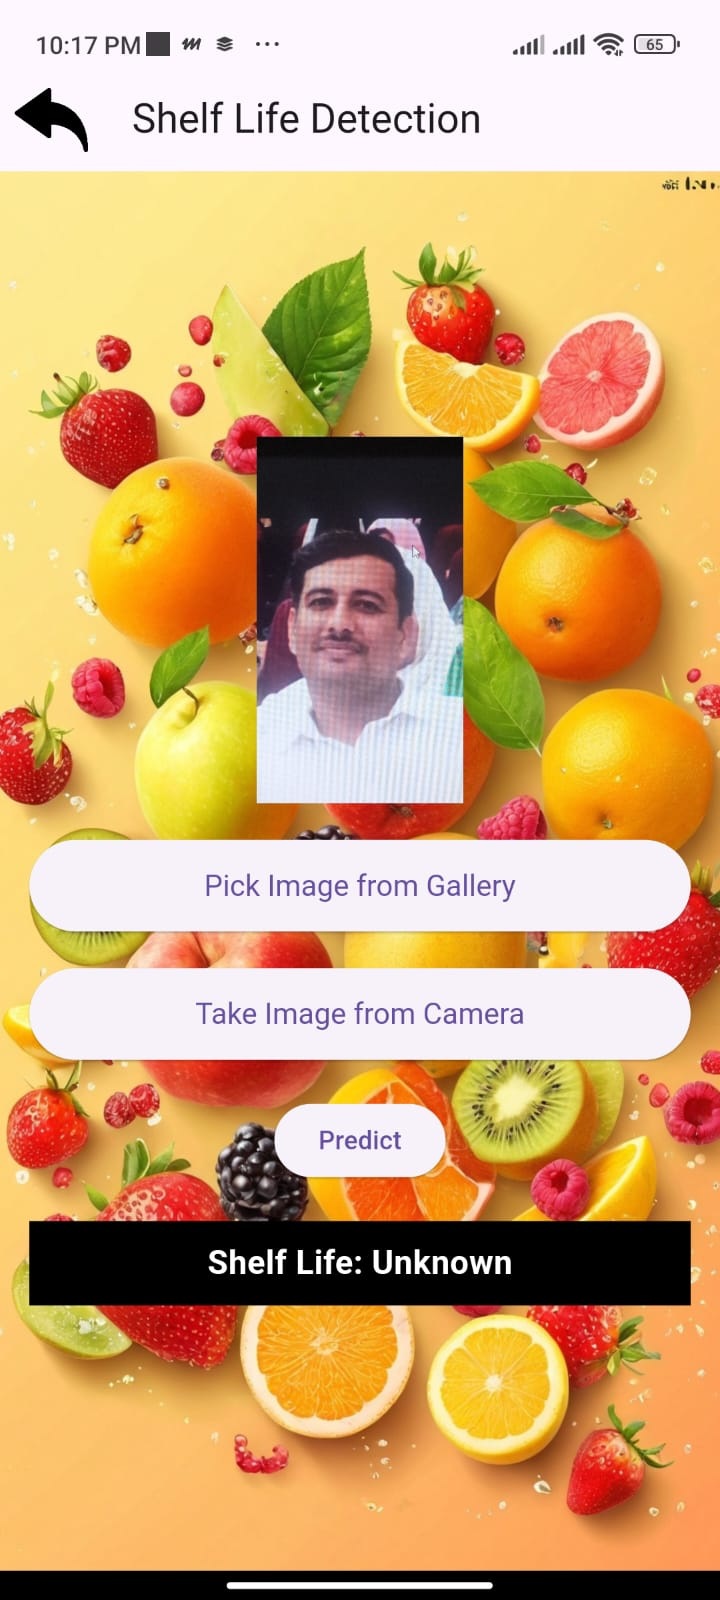 10:17 PM
65
Shelf Life Detection
Pick Image from Gallery
Take Image from Camera
Predict
Shelf Life: Unknown